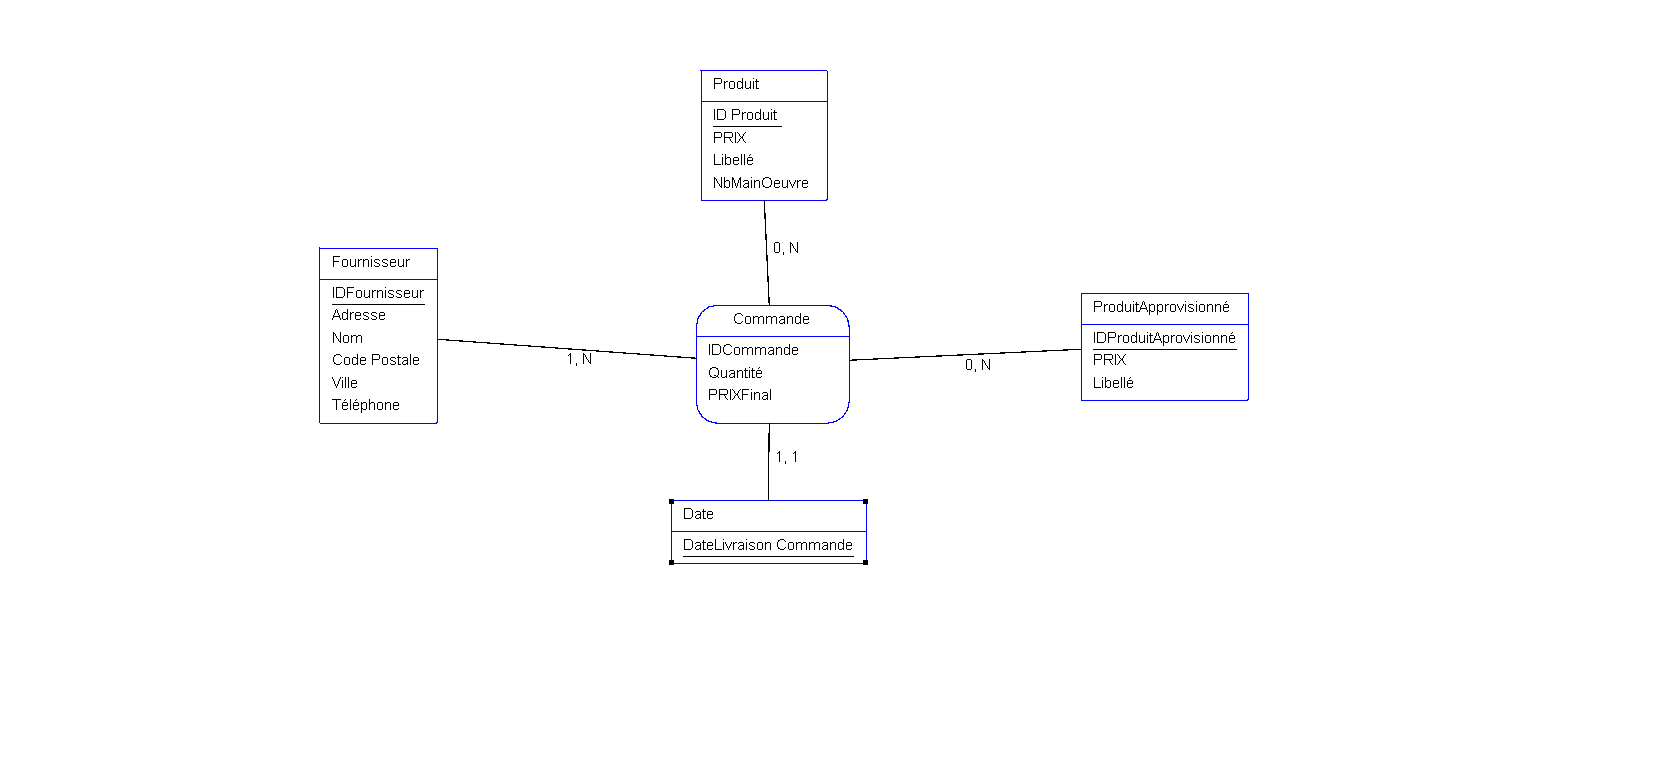 Produit
ID Produit
PRIX
Libellé
NbMainOeuvre
0, N
Fournisseur
IDFournisseur
Adresse
Nom
Code Postale
Ville
Téléphone
1, N
Commande
IDCommande
Quantité
PRIXFinal
0, N
ProduitApprovisionné
IDProduitAprovisionné
PRIX
Libellé
1, 1
Date
DateLivraison Commande